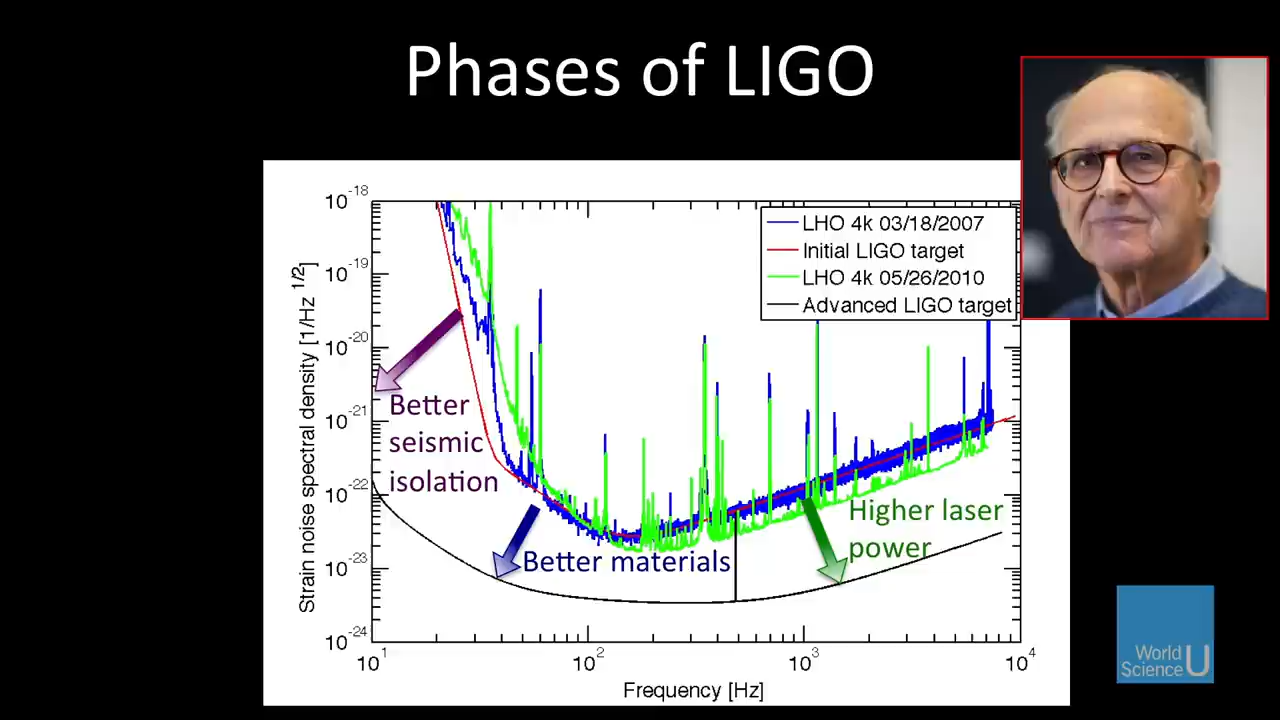 Phases of LIGO
LHO 4k 03/18/2007
Initial LIGO target
LHO 4k 05/26/2010
Advanced LIGO target
Strain noise spectral density [1/Hz^1/2]
10^-18
10^-19
10^-20
10^-21
10^-22
10^-23
10^-24
Better
seismic
isolation
Better materials
Higher laser
power
10^1
10^2
10^3
10^4
Frequency [Hz]
World
Science U